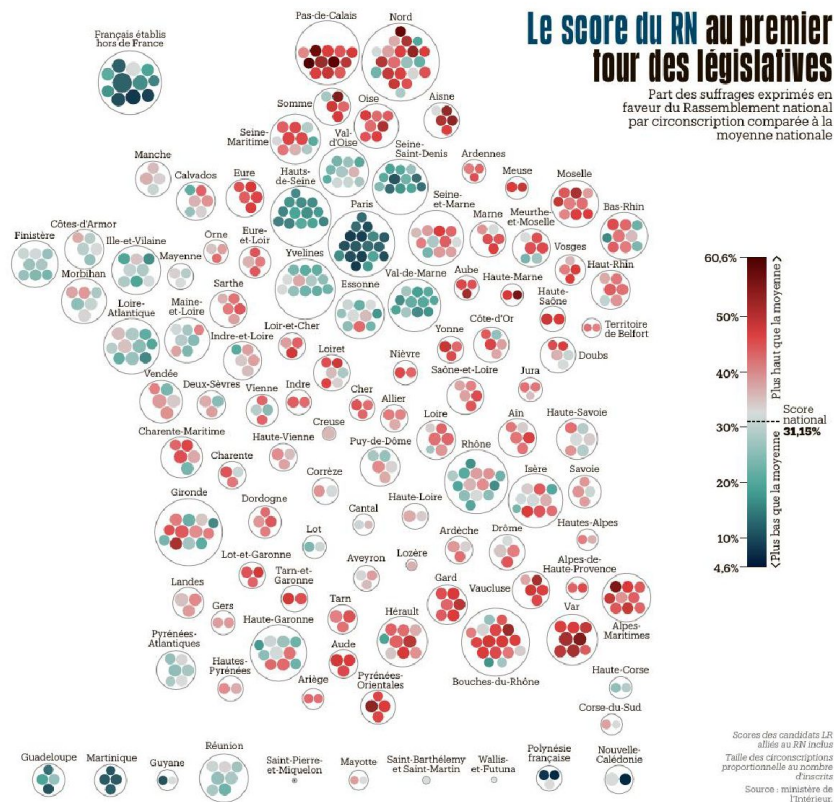 Le score du RN au premier
tour des législatives
Part des suffrages exprimés en
faveur du Rassemblement national
par circonscription comparée à la
moyenne nationale
Français établis
hors de France
Pas-de-Calais
Nord
Somme
Oise
Aisne
Seine-
Maritime
Val-
d'Oise
Seine-
Saint-Denis
Ardennes
Manche
Calvados
Eure
Hauts-
de-Seine
Meuse
Moselle
Paris
Seine-
et-Marne
Marne
Meurthe-
et-Moselle
Bas-Rhin
Finistère
Côtes-d'Armor
Ille-et-Vilaine
Orne
Eure-
et-Loir
Mayenne
Yvelines
Essonne
Val-de-Marne
Aube
Haute-Marne
Vosges
Haut-Rhin
Morbihan
Loire-
Atlantique
Maine-
et-Loire
Sarthe
Haute-
Saône
Territoire
de Belfort
Indre-et-Loire
Loir-et-Cher
Loiret
Yonne
Côte-d'Or
Doubs
Nièvre
Saône-et-Loire
Jura
Vendée
Deux-Sèvres
Vienne
Indre
Cher
Allier
Creuse
Loire
Ain
Haute-Savoie
Charente-Maritime
Haute-Vienne
Puy-de-Dôme
Rhône
Charente
Corrèze
Isère
Savoie
Gironde
Dordogne
Cantal
Haute-Loire
Hautes-Alpes
Lot
Ardèche
Drôme
Lot-et-Garonne
Tarn-et-
Garonne
Aveyron
Lozère
Alpes-de-
Haute-Provence
Landes
Gers
Tarn
Gard
Vaucluse
Var
Alpes-
Maritimes
Haute-Garonne
Hérault
Pyrénées-
Atlantiques
Hautes-
Pyrénées
Aude
Ariège
Pyrénées-
Orientales
Bouches-du-Rhône
Haute-Corse
Corse-du-Sud
Guadeloupe
Martinique
Guyane
Réunion
Saint-Pierre-
et-Miquelon
Mayotte
Saint-Barthélemy
et Saint-Martin
Wallis-
et-Futuna
Polynésie
française
Nouvelle-
Calédonie
60,6%
50%
40%
30%
20%
10%
4,6%
Plus haut que la moyenne >
<Plus bas que la moyenne
Score
national
31,15%
Scores des candidats LR
alliés au RN inclus
Taille des circonscriptions
proportionnelle au nombre
d'inscrits
Source : ministère de
l'Intérieur.